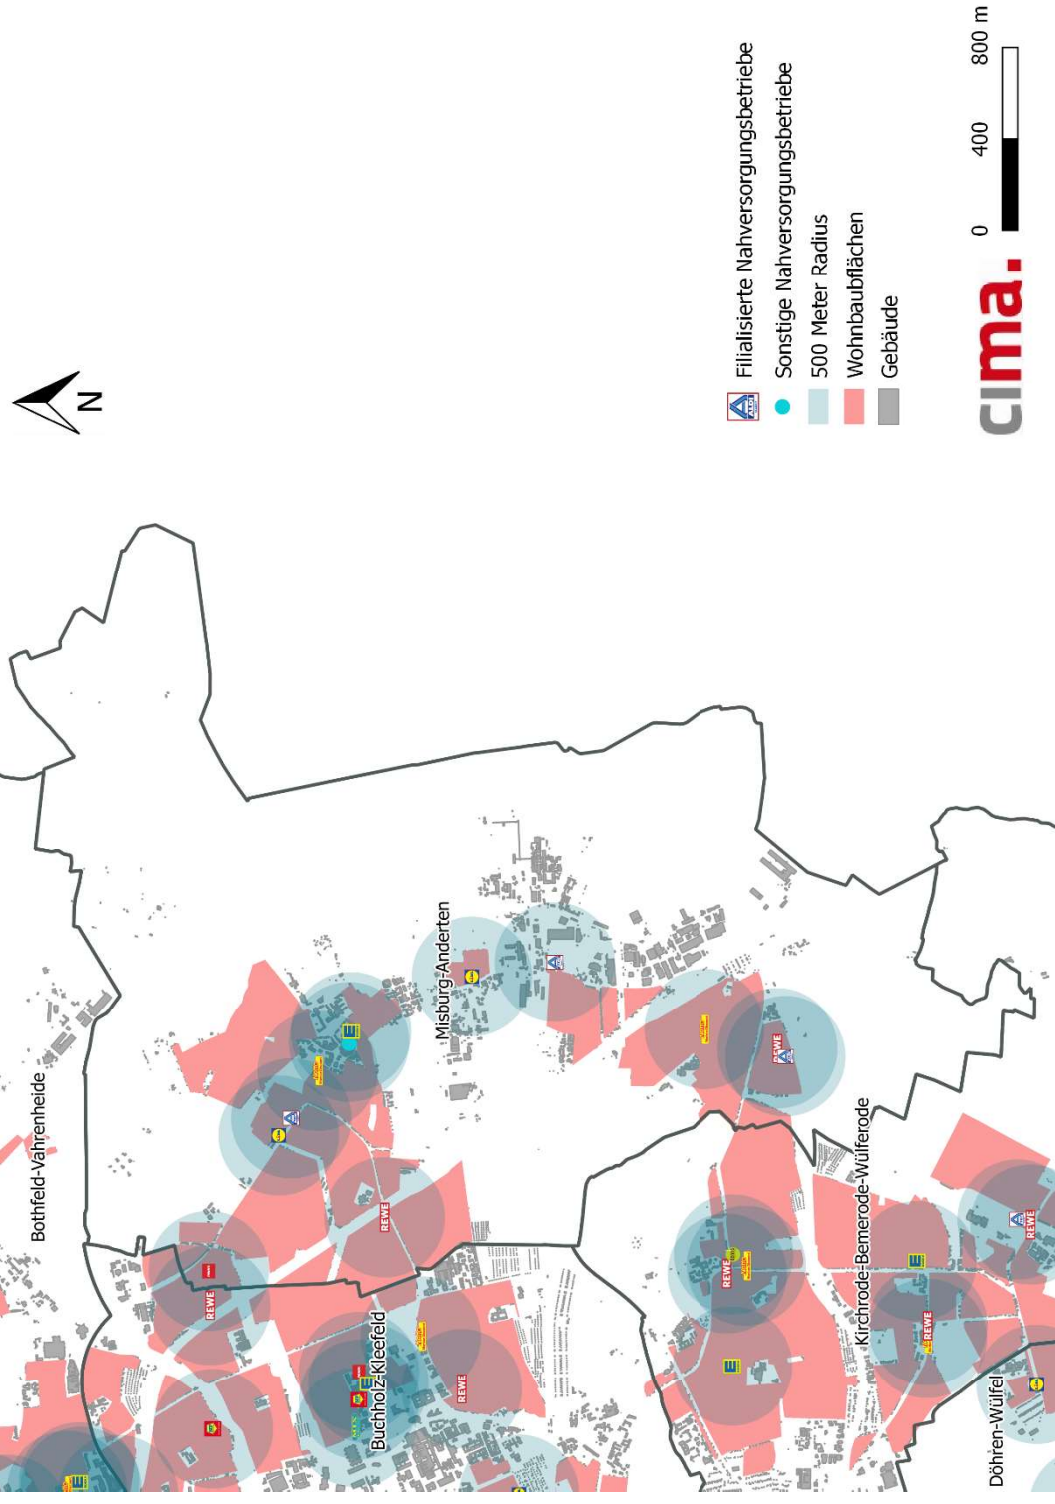 N
Filialisierte Nahversorgungsbetriebe
Sonstige Nahversorgungsbetriebe
500 Meter Radius
Wohnbaubflächen
Gebäude
0 400 800 m
cima.
Bothfeld-Vahrenheide
Misburg-Anderten
Buchholz-Kleefeld
Kirchrode-Bemerode-Wülferode
Döhren-Wülfel
REWE
REWE
REWE
REWE
REWE
REWE
REWE
E
E
E
E
E